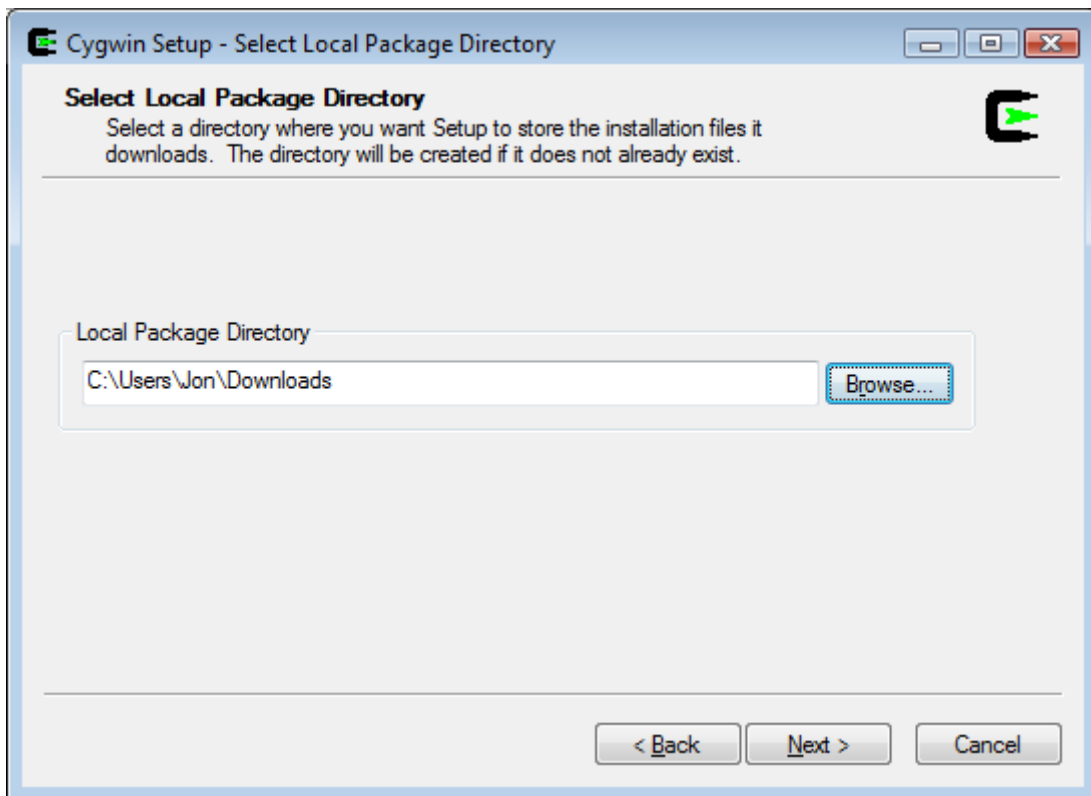 Cygwin Setup - Select Local Package Directory
Select Local Package Directory
Select a directory where you want Setup to store the installation files it
downloads.  The directory will be created if it does not already exist.
Local Package Directory
C:\Users\Jon\Downloads
Browse...
< Back
Next >
Cancel